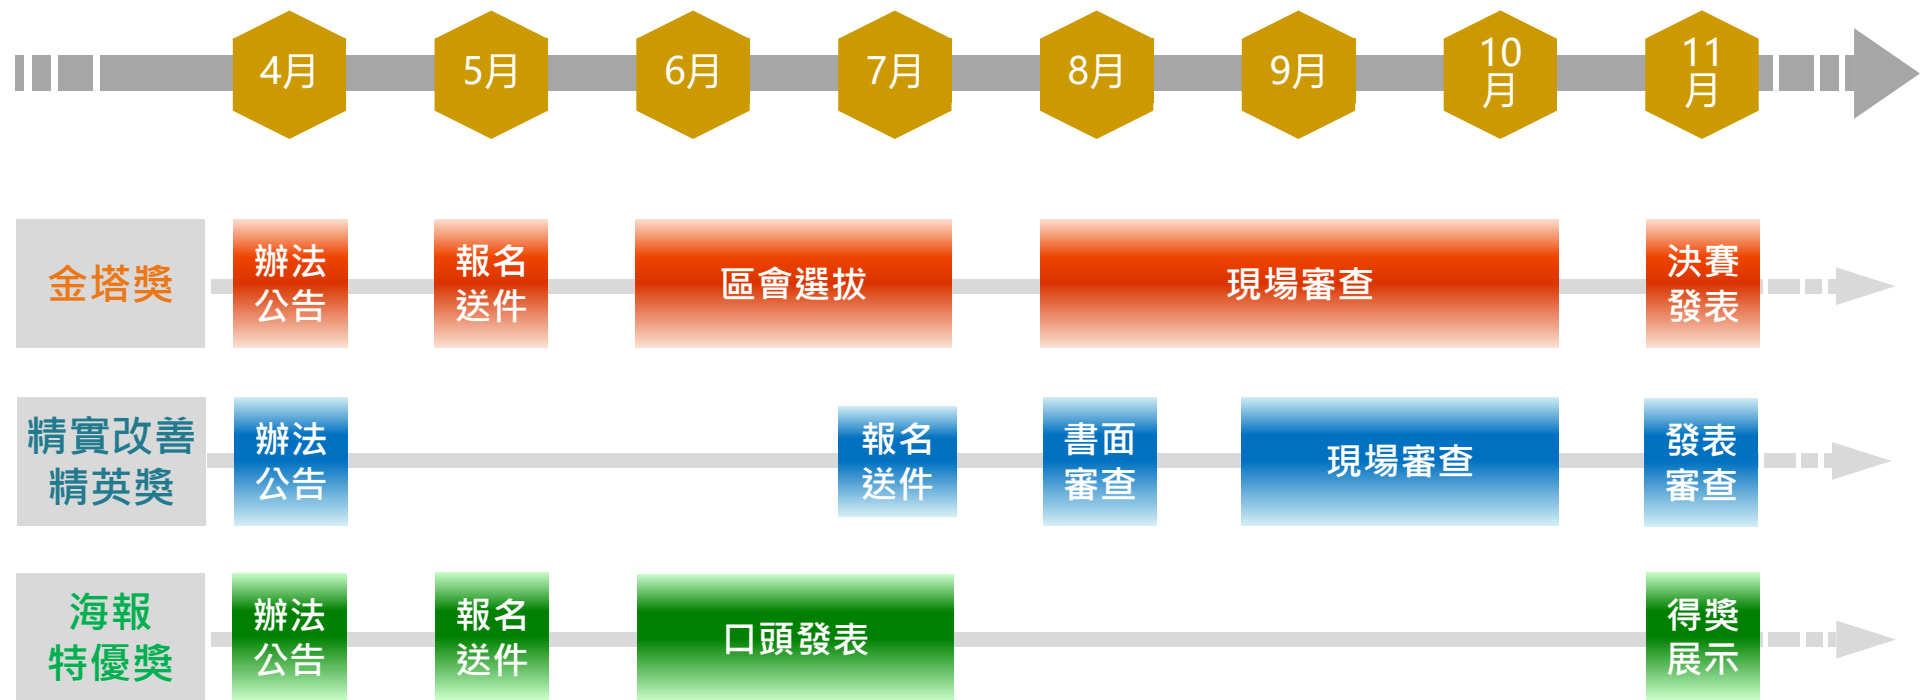 4月
5月
6月
7月
8月
9月
10
月
11
月
金塔獎
辦法
公告
報名
送件
區會選拔
現場審查
決賽
發表
精實改善
精英獎
辦法
公告
報名
送件
書面
審查
現場審查
發表
審查
海報
特優獎
辦法
公告
報名
送件
口頭發表
得獎
展示